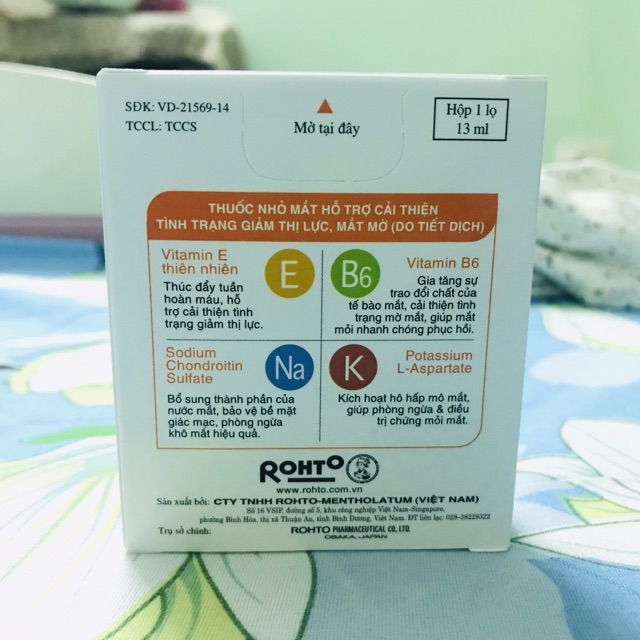 SĐK: VD-21569-14
TCCL: TCCS
Mở tại đây
Hộp 1 lọ
13 ml
THUỐC NHỎ MẮT HỖ TRỢ CẢI THIỆN
TÌNH TRẠNG GIẢM THỊ LỰC, MẮT MỜ (DO TIẾT DỊCH)
Vitamin E
thiên nhiên
Thúc đẩy tuần
hoàn máu, hỗ
trợ cải thiện tình
trạng giảm thị lực.
E
B6
Vitamin B6
Gia tăng sự
trao đổi chất của
tế bào mắt, cải thiện tình
trạng mờ mắt, giúp mắt
mỏi nhanh chóng phục hồi.
Sodium
Chondroitin
Sulfate
Na
Bổ sung thành phần của
nước mắt, bảo vệ bề mặt
giác mạc, phòng ngừa
khô mắt hiệu quả.
K
Potassium
L-Aspartate
Kích hoạt hô hấp mô mắt,
giúp phòng ngừa & điều
trị chứng mỏi mắt.
ROHTO
www.rohto.com.vn
Sản xuất bởi: CTY TNHH ROHTO-MENTHOLATUM (VIỆT NAM)
Số 16 VSIP, đường số 5, khu công nghiệp Việt Nam-Singapore,
phường Bình Hòa, thị xã Thuận An, tỉnh Bình Dương, Việt Nam. ĐT liên lạc: 028-38229322
Trụ sở chính: ROHTO PHARMACEUTICAL CO., LTD.
OSAKA, JAPAN